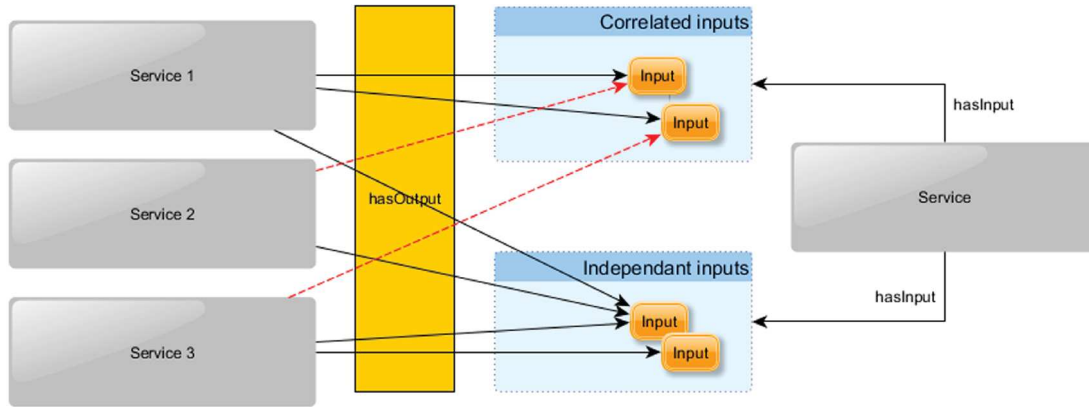 Correlated inputs
Service 1
Input
hasInput
Input
Service 2
hasOutput
Service
Independant inputs
hasInput
Input
Service 3
Input